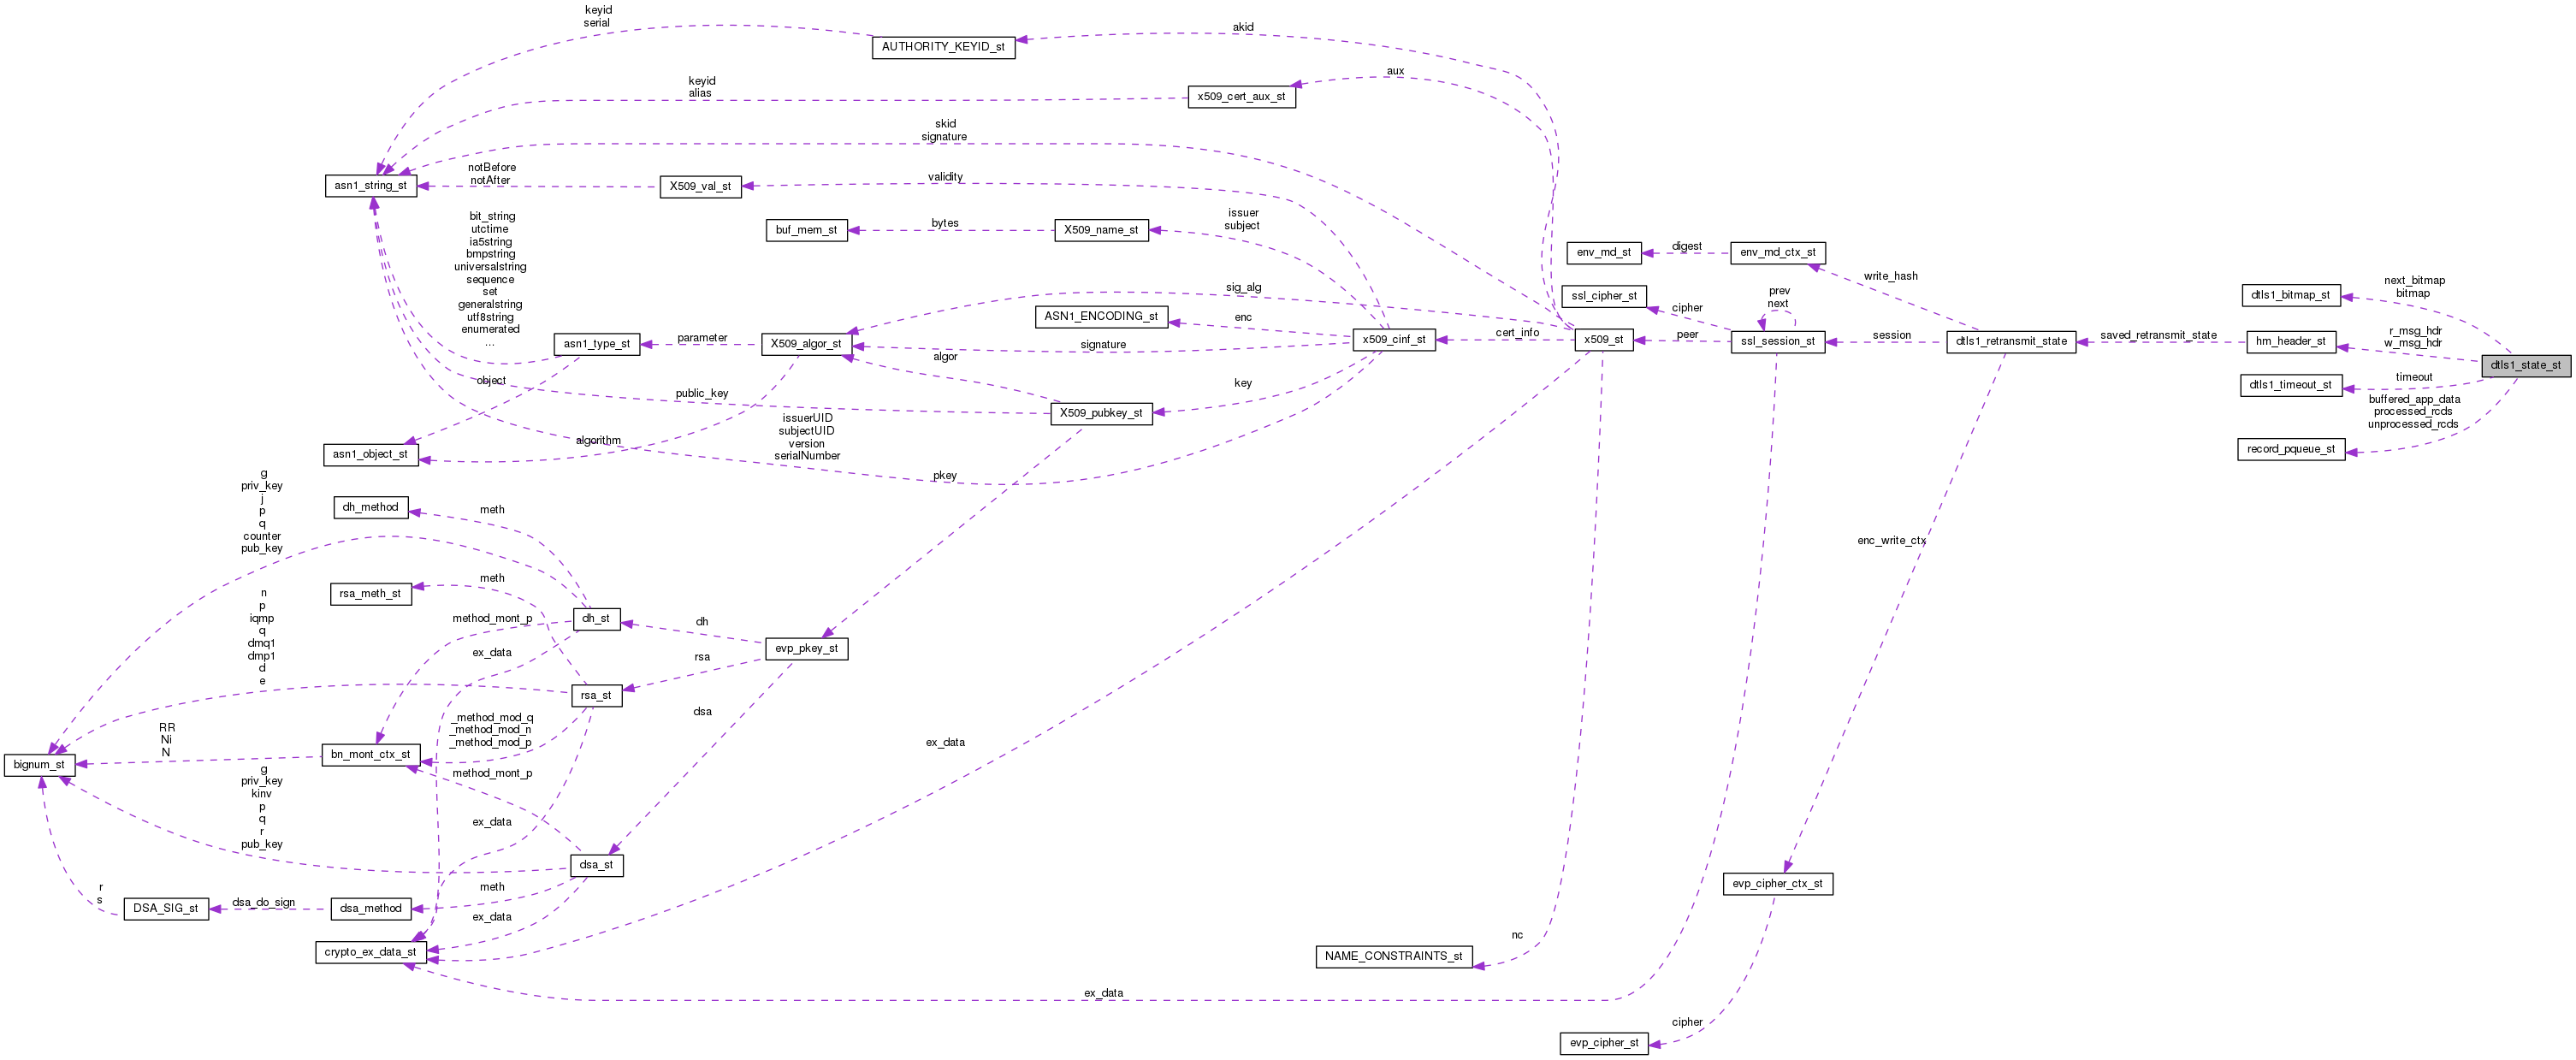 keyid
serial
AUTHORITY_KEYID_st
akid
keyid
alias
x509_cert_aux_st
aux
skid
signature
asn1_string_st
notBefore
notAfter
X509_val_st
validity
bit_string
utctime
ia5string
bmpstring
universalstring
sequence
set
generalstring
utf8string
enumerated
...
buf_mem_st
bytes
X509_name_st
issuer
subject
env_md_st
digest
env_md_ctx_st
write_hash
sig_alg
ssl_cipher_st
cipher
prev
next
dtls1_bitmap_st
next_bitmap
bitmap
ASN1_ENCODING_st
enc
asn1_type_st
parameter
X509_algor_st
signature
x509_cinf_st
cert_info
x509_st
peer
ssl_session_st
session
dtls1_retransmit_state
saved_retransmit_state
hm_header_st
r_msg_hdr
w_msg_hdr
dtls1_state_st
algor
object
public_key
key
X509_pubkey_st
dtls1_timeout_st
timeout
buffered_app_data
processed_rcds
unprocessed_rcds
record_pqueue_st
asn1_object_st
algorithm
issuerUID
subjectUID
version
serialNumber
pkey
g
priv_key
j
p
q
counter
pub_key
dh_method
meth
enc_write_ctx
rsa_meth_st
meth
n
p
iqmp
q
dmq1
dmp1
d
e
method_mont_p
dh_st
dh
evp_pkey_st
ex_data
rsa
rsa_st
dsa
RR
Ni
N
_method_mod_q
_method_mod_n
_method_mod_p
bignum_st
bn_mont_ctx_st
ex_data
method_mont_p
g
priv_key
kinv
p
q
r
pub_key
ex_data
dsa_st
r
s
DSA_SIG_st
dsa_do_sign
dsa_method
meth
ex_data
crypto_ex_data_st
evp_cipher_ctx_st
nc
NAME_CONSTRAINTS_st
ex_data
cipher
evp_cipher_st